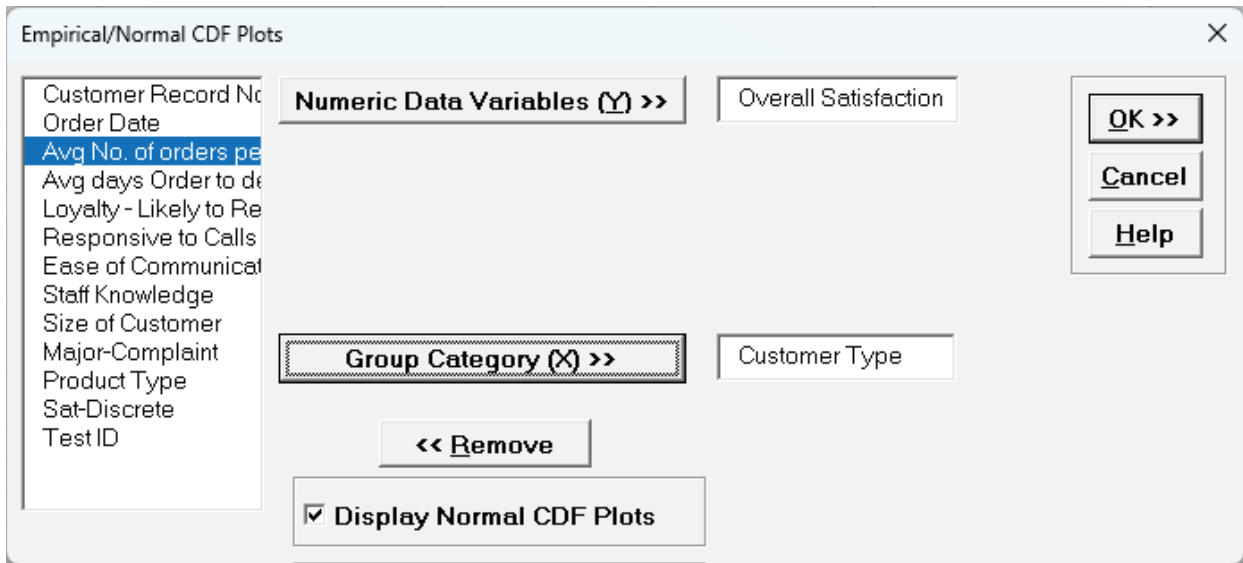 Empirical/Normal CDF Plots
Customer Record No
Order Date
Avg No. of orders pe
Avg days Order to de
Loyalty - Likely to Re
Responsive to Calls
Ease of Communicat
Staff Knowledge
Size of Customer
Major-Complaint
Product Type
Sat-Discrete
Test ID
Numeric Data Variables (Y) >>
Overall Satisfaction
Group Category (X) >>
Customer Type
<< Remove
Display Normal CDF Plots
OK >>
Cancel
Help